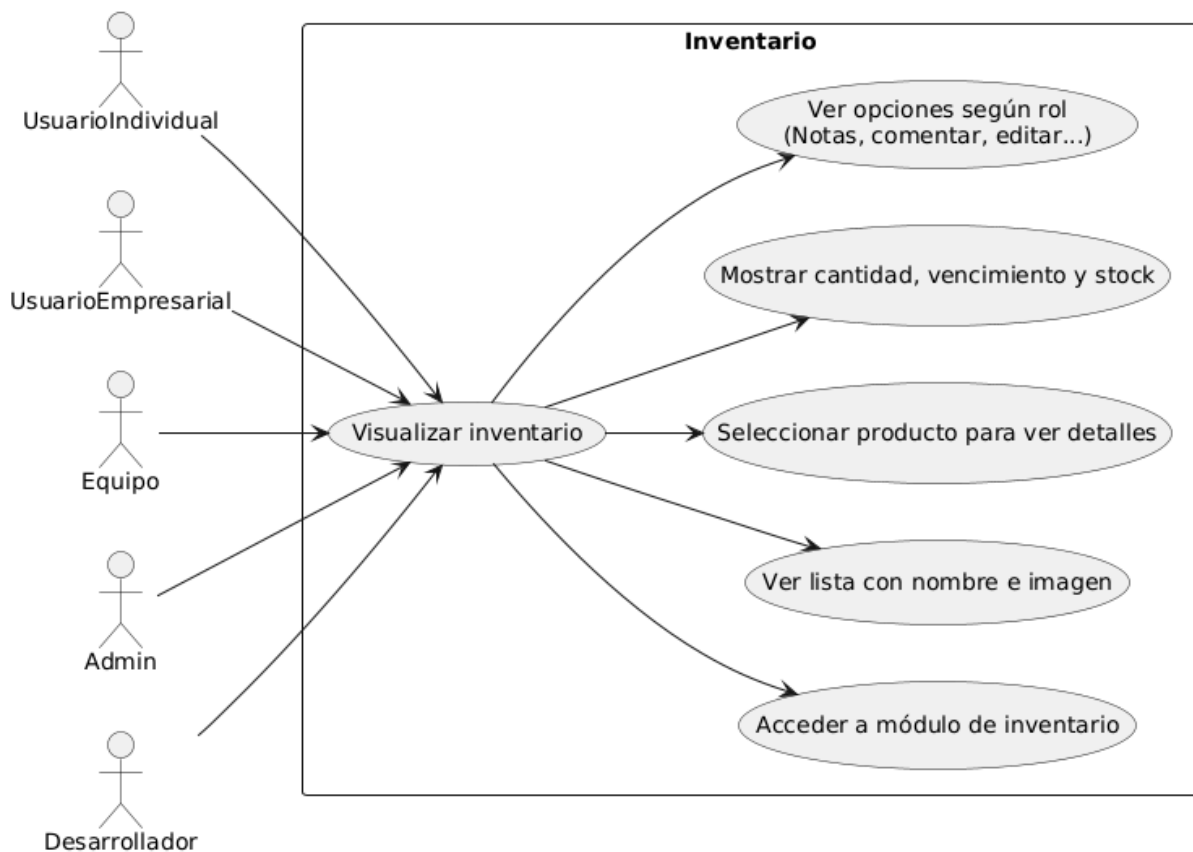 Inventario
UsuarioIndividual
UsuarioEmpresarial
Equipo
Admin
Desarrollador
Visualizar inventario
Ver opciones según rol
(Notas, comentar, editar...)
Mostrar cantidad, vencimiento y stock
Seleccionar producto para ver detalles
Ver lista con nombre e imagen
Acceder a módulo de inventario